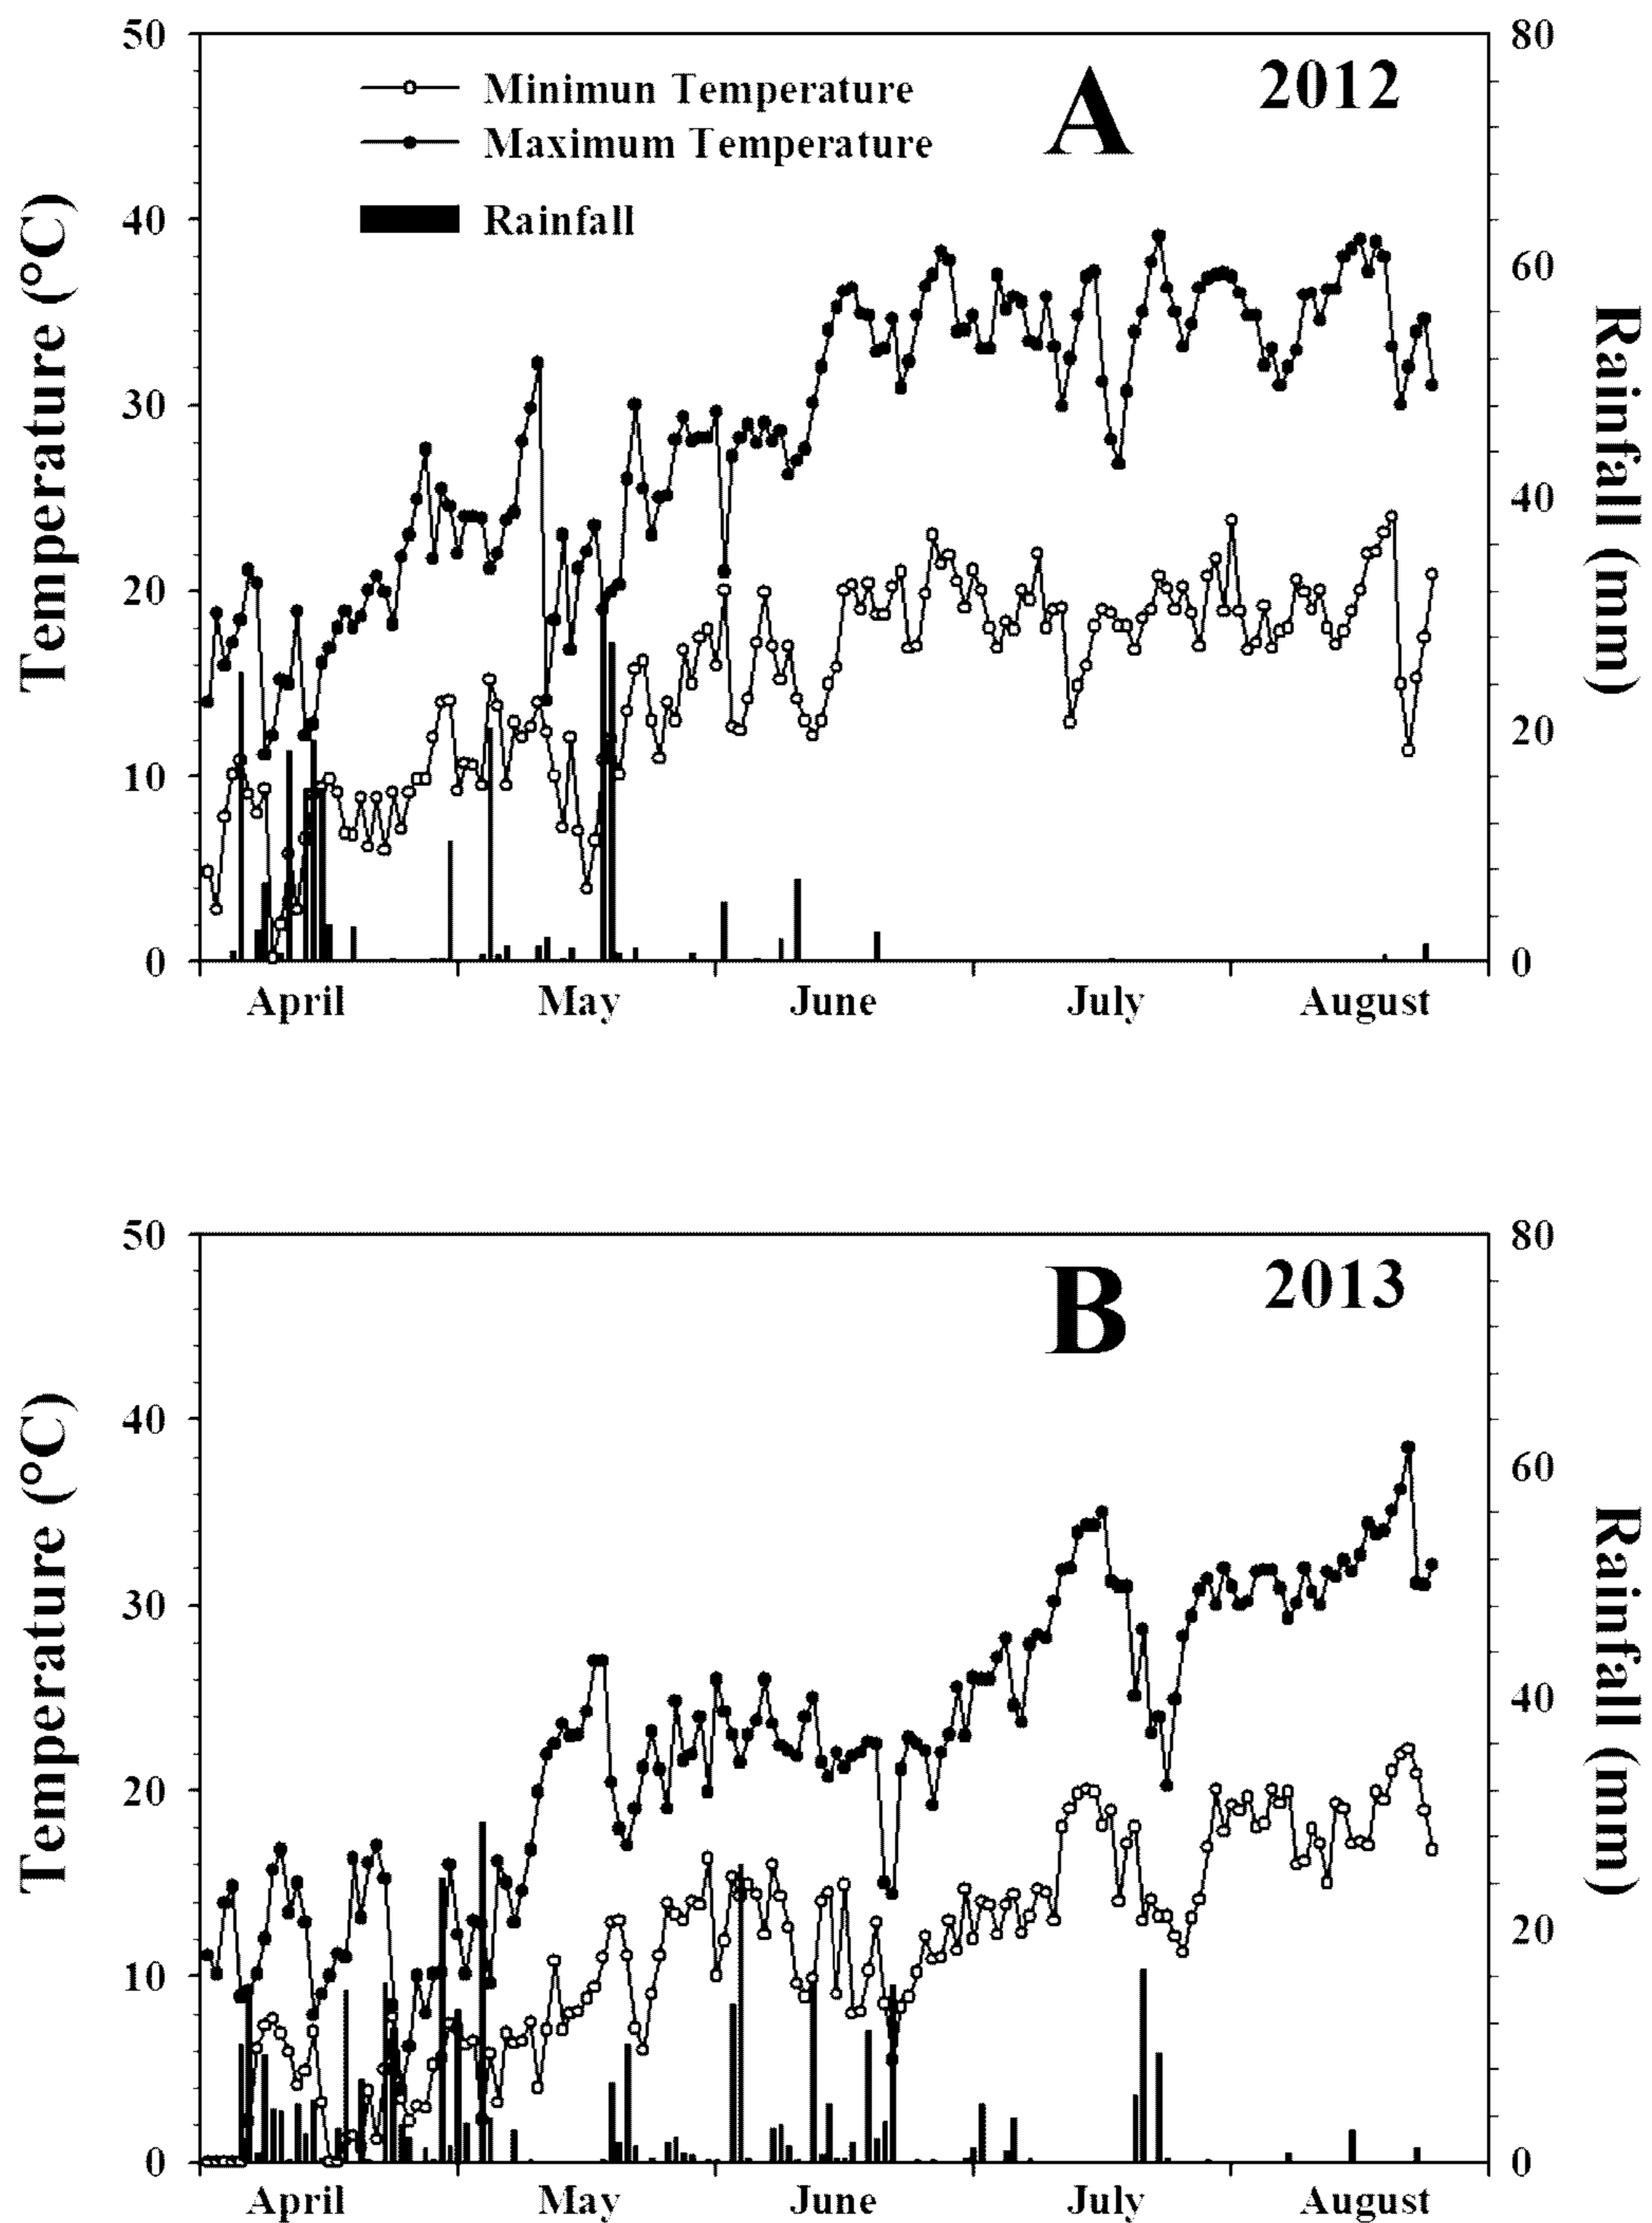 50
40
30
20
10
0
Temperature (°C)
80
60
40
20
0
Rainfall (mm)
Minimun Temperature
Maximum Temperature
Rainfall
A
2012
April May June July August
50
40
30
20
10
0
Temperature (°C)
80
60
40
20
0
Rainfall (mm)
B
2013
April May June July August